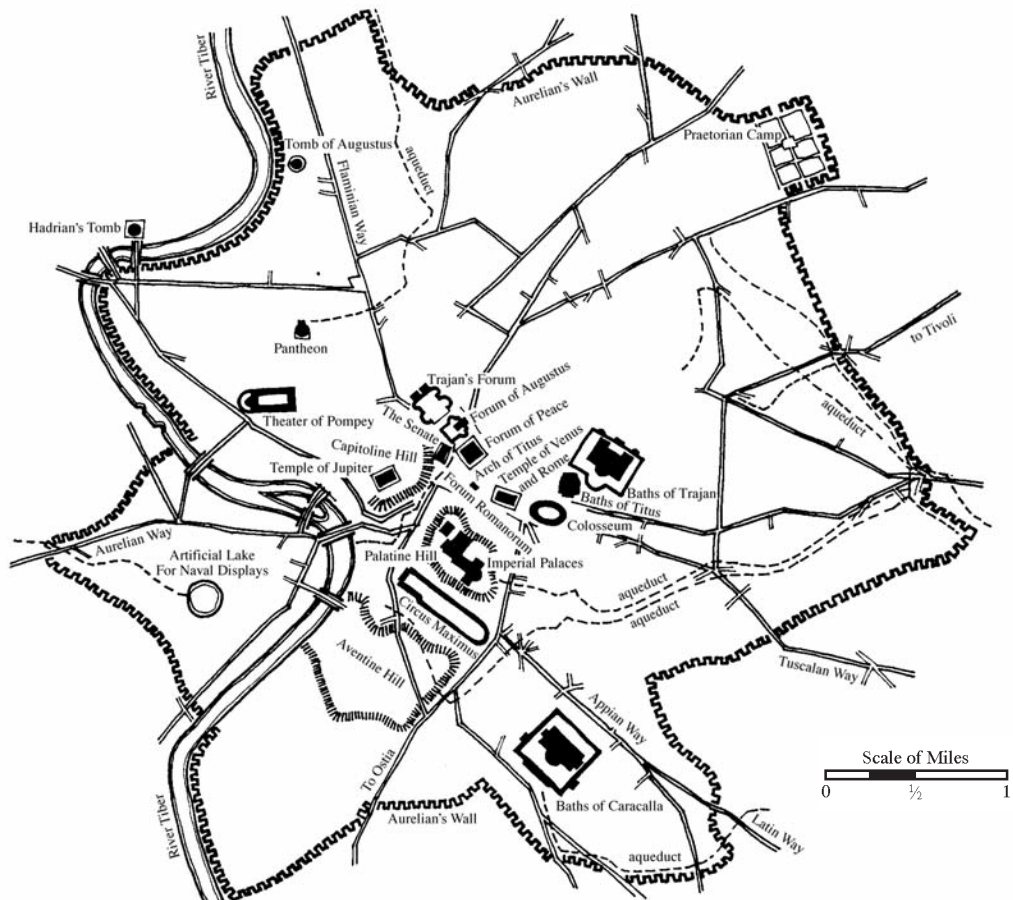 River Tiber
Aurelian's Wall
Praetorian Camp
Tomb of Augustus
aqueduct
Flaminian Way
Hadrian's Tomb
to Tivoli
Pantheon
Trajan's Forum
Forum of Augustus
aqueduct
Theater of Pompey
The Senate
Forum of Peace
Capitoline Hill
Arch of Titus
Temple of Venus
and Rome
Temple of Jupiter
Baths of Trajan
Baths of Titus
Forum Romanorum
Colosseum
Aurelian Way
Artificial Lake
For Naval Displays
Palatine Hill
Imperial Palaces
aqueduct
aqueduct
Circus Maximus
Aventine Hill
Tuscalan Way
Appian Way
To Ostia
Scale of Miles
0 ½ 1
Baths of Caracalla
Aurelian's Wall
River Tiber
Latin Way
aqueduct